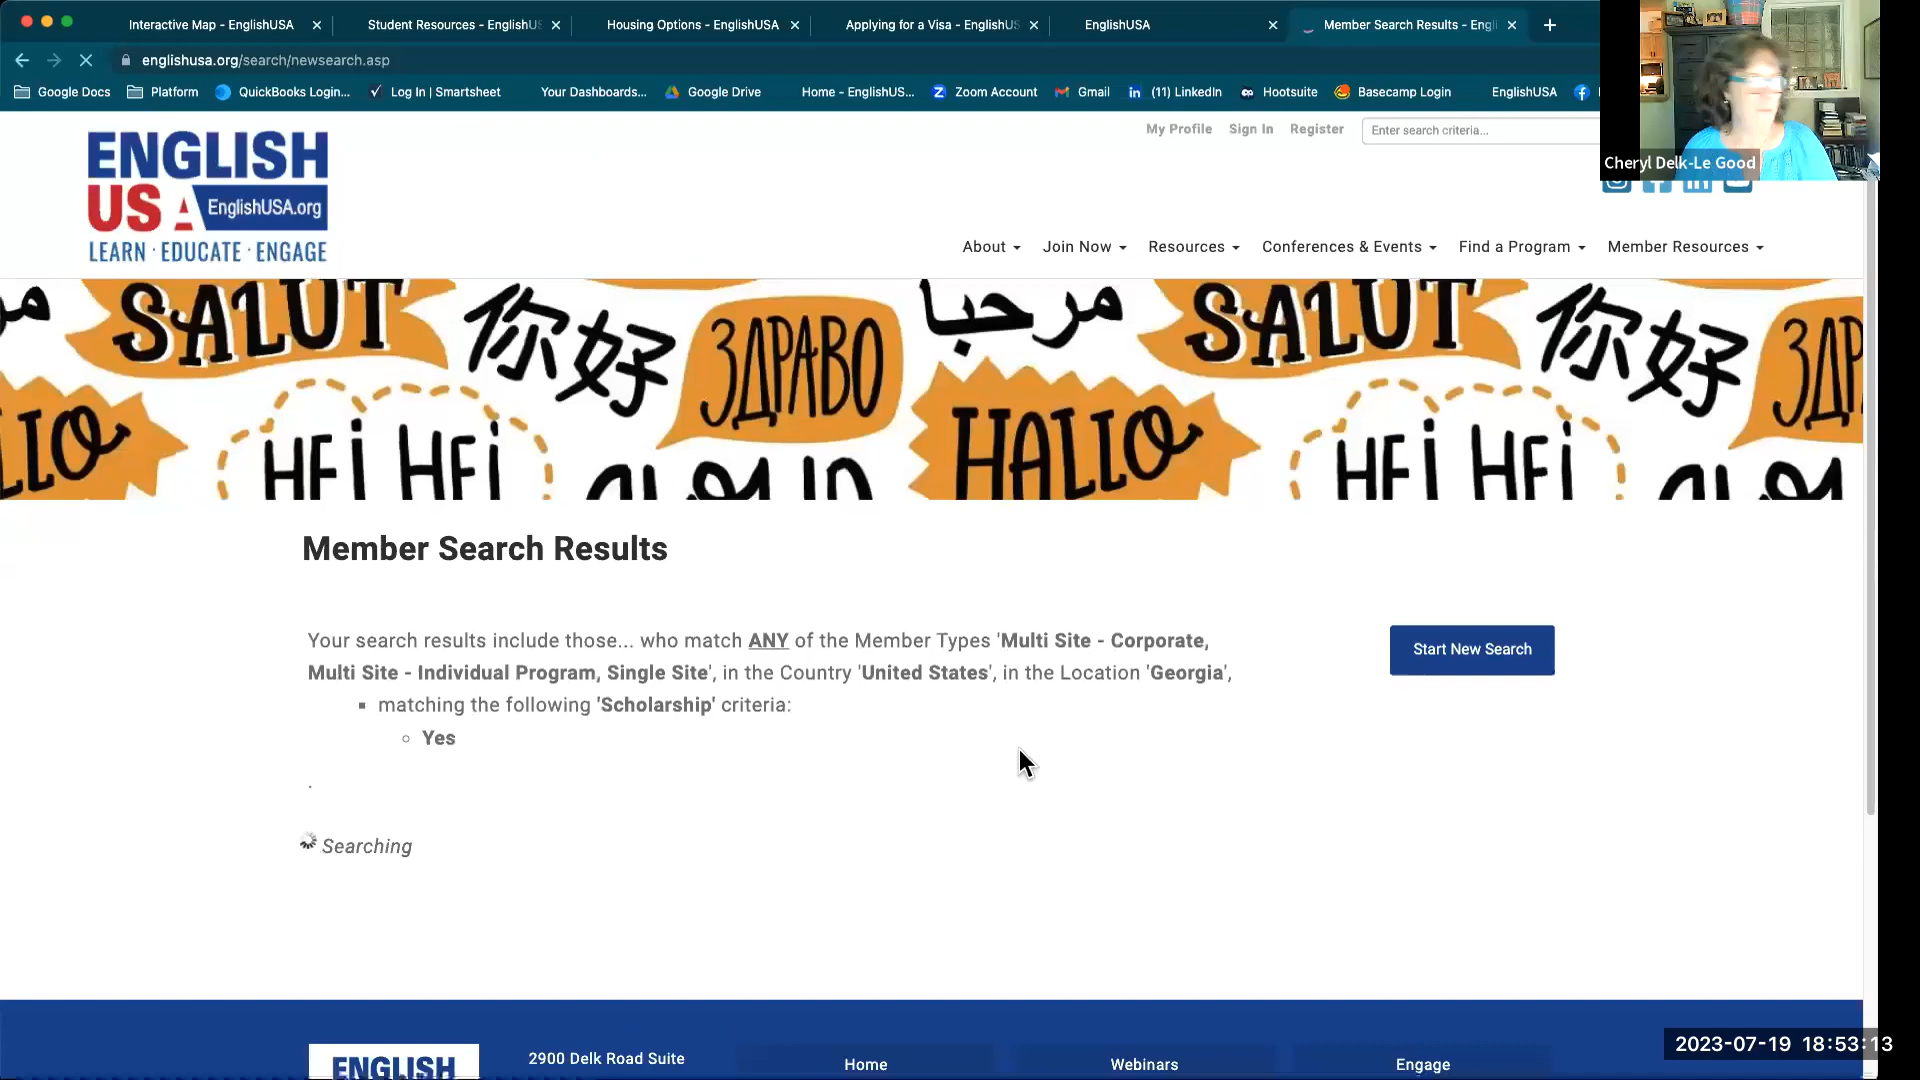 Interactive Map - EnglishUSA
Student Resources - EnglishUS
Housing Options - EnglishUSA
Applying for a Visa - EnglishUS
EnglishUSA
Member Search Results - Engl
englishusa.org/search/newsearch.asp
Google Docs
Platform
QuickBooks Login...
Log In | Smartsheet
Your Dashboards...
Google Drive
Home - EnglishUS...
Zoom Account
Gmail
(11) LinkedIn
Hootsuite
Basecamp Login
EnglishUSA
My Profile
Sign In
Register
Enter search criteria...
Cheryl Delk-Le Good
ENGLISH
USA
EnglishUSA.org
LEARN · EDUCATE · ENGAGE
About
Join Now
Resources
Conferences & Events
Find a Program
Member Resources
SALUT
你好
ЗДРАВО
مرحبا
SALUT
你好
HEI HEI
HALLO
HEI HEI
Member Search Results
Your search results include those... who match ANY of the Member Types 'Multi Site - Corporate,
Multi Site - Individual Program, Single Site', in the Country 'United States', in the Location 'Georgia',
matching the following 'Scholarship' criteria:
Yes
.
Start New Search
Searching
ENGLISH
2900 Delk Road Suite
Home
Webinars
Engage
2023-07-19 18:53:13